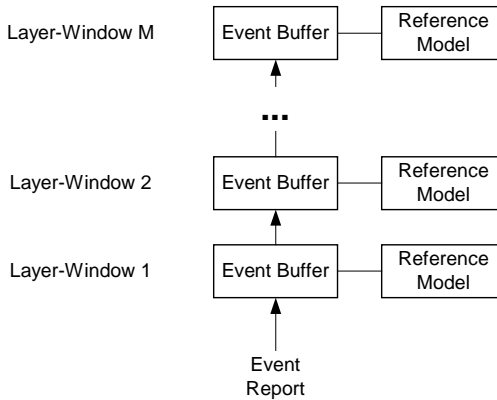 Layer-Window M
Event Buffer
Reference
Model
...
Layer-Window 2
Event Buffer
Reference
Model
Layer-Window 1
Event Buffer
Reference
Model
Event
Report